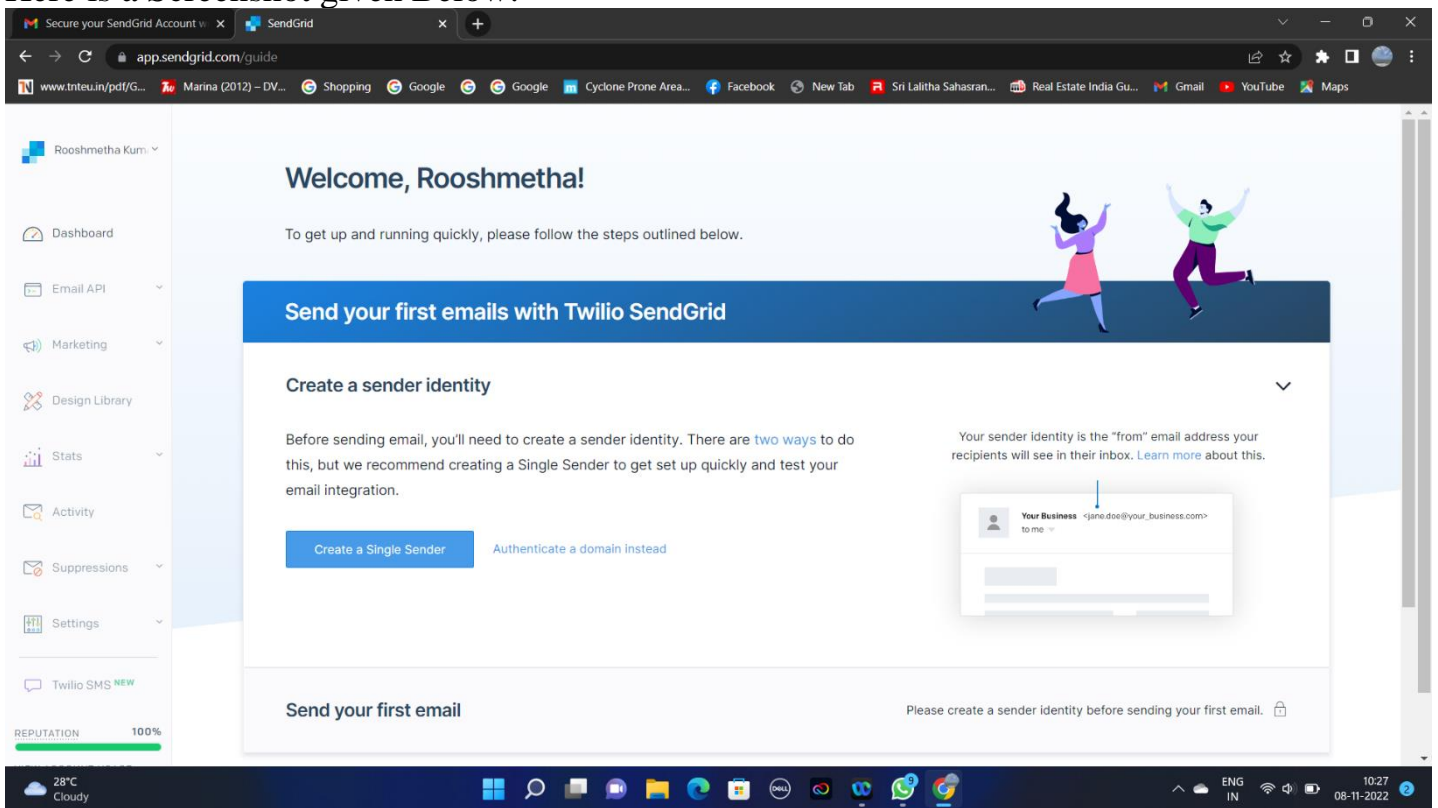 Here is a Screenshot given Below:
Secure your SendGrid Account w
SendGrid
app.sendgrid.com/guide
www.tnteu.in/pdf/G...
Marina (2012) – DV...
Shopping
Google
Google
Cyclone Prone Area...
Facebook
New Tab
Sri Lalitha Sahasran...
Real Estate India Gu...
Gmail
YouTube
Maps
Rooshmetha Kum
Welcome, Rooshmetha!
Dashboard
To get up and running quickly, please follow the steps outlined below.
Email API
Send your first emails with Twilio SendGrid
Marketing
Create a sender identity
Design Library
Before sending email, you'll need to create a sender identity. There are two ways to do
this, but we recommend creating a Single Sender to get set up quickly and test your
email integration.
Your sender identity is the "from" email address your
recipients will see in their inbox. Learn more about this.
Stats
Activity
Your Business <jane.doe@your_business.com>
to me
Create a Single Sender
Authenticate a domain instead
Suppressions
Settings
Twilio SMS NEW
Send your first email
Please create a sender identity before sending your first email.
REPUTATION 100%
28°C
Cloudy
DELL
9
ENG
IN
10:27
08-11-2022
2